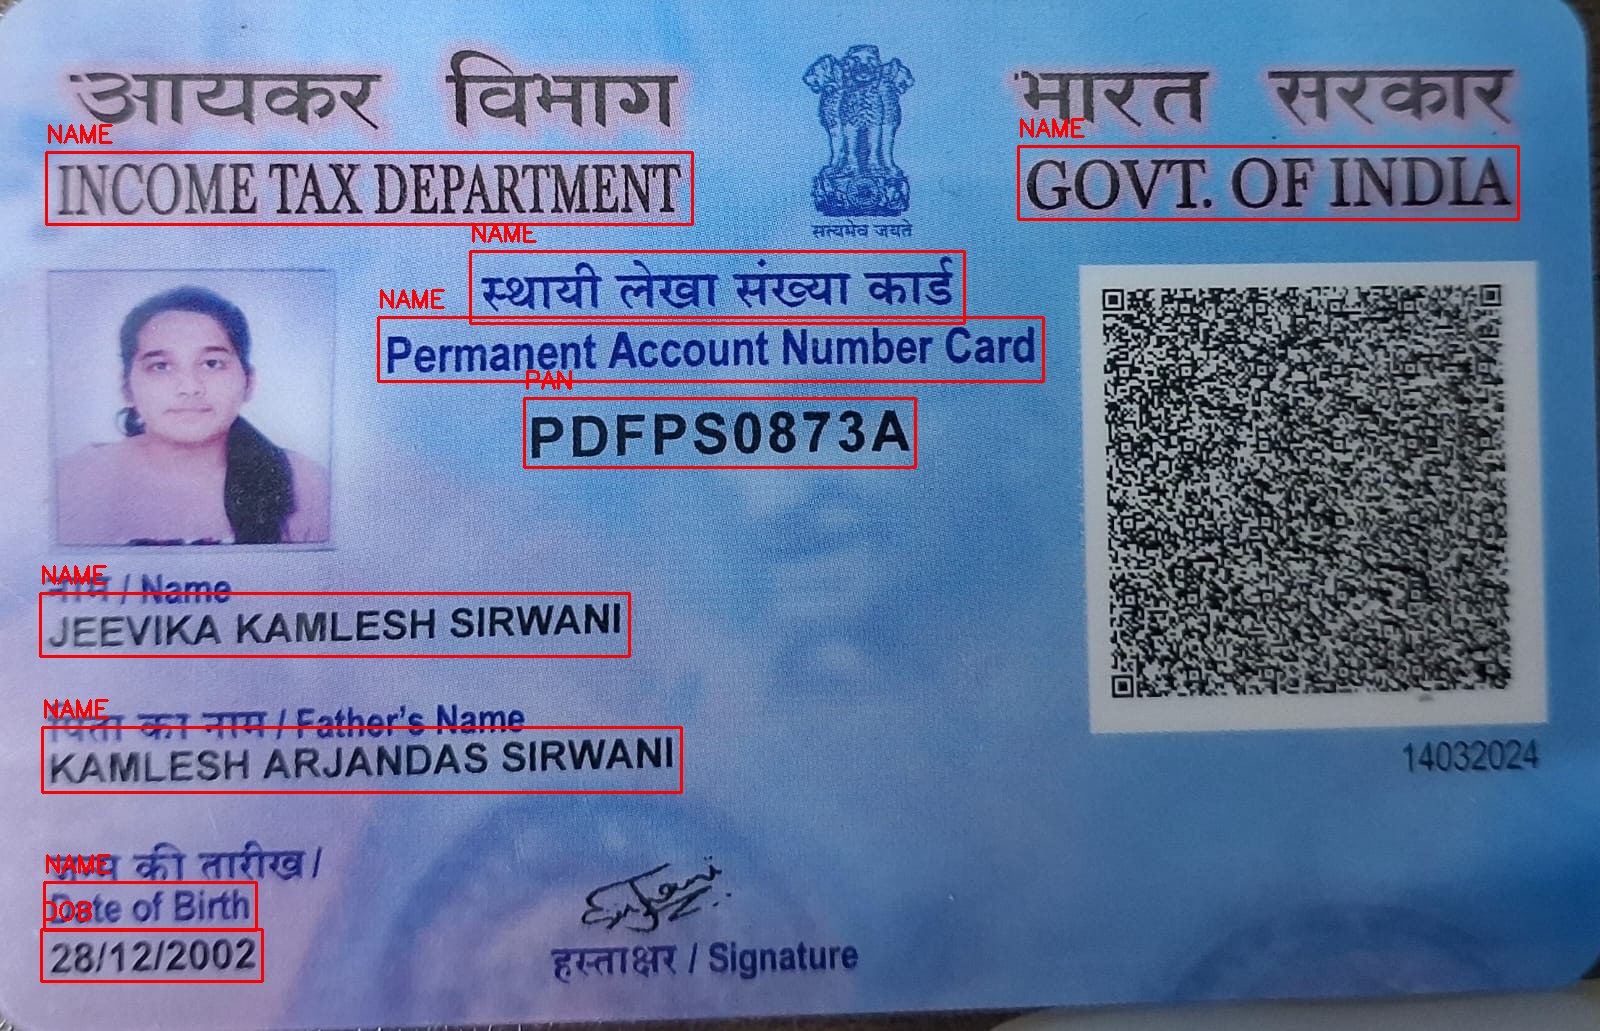 आयकर विभाग
भारत सरकार
NAME
NAME
INCOME TAX DEPARTMENT
GOVT. OF INDIA
सत्यमेव जयते
NAME
स्थायी लेखा संख्या कार्ड
NAME
Permanent Account Number Card
PAN
PDFPS0873A
NAME
नाम / Name
JEEVIKA KAMLESH SIRWANI
NAME
पिता का नाम / Father's Name
KAMLESH ARJANDAS SIRWANI
14032024
NAME
जन्म की तारीख /
Date of Birth
DOB
28/12/2002
हस्ताक्षर / Signature